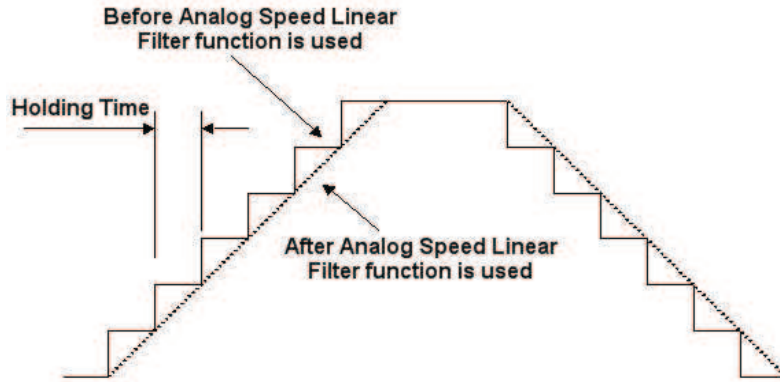 Before Analog Speed Linear
Filter function is used
Holding Time
After Analog Speed Linear
Filter function is used